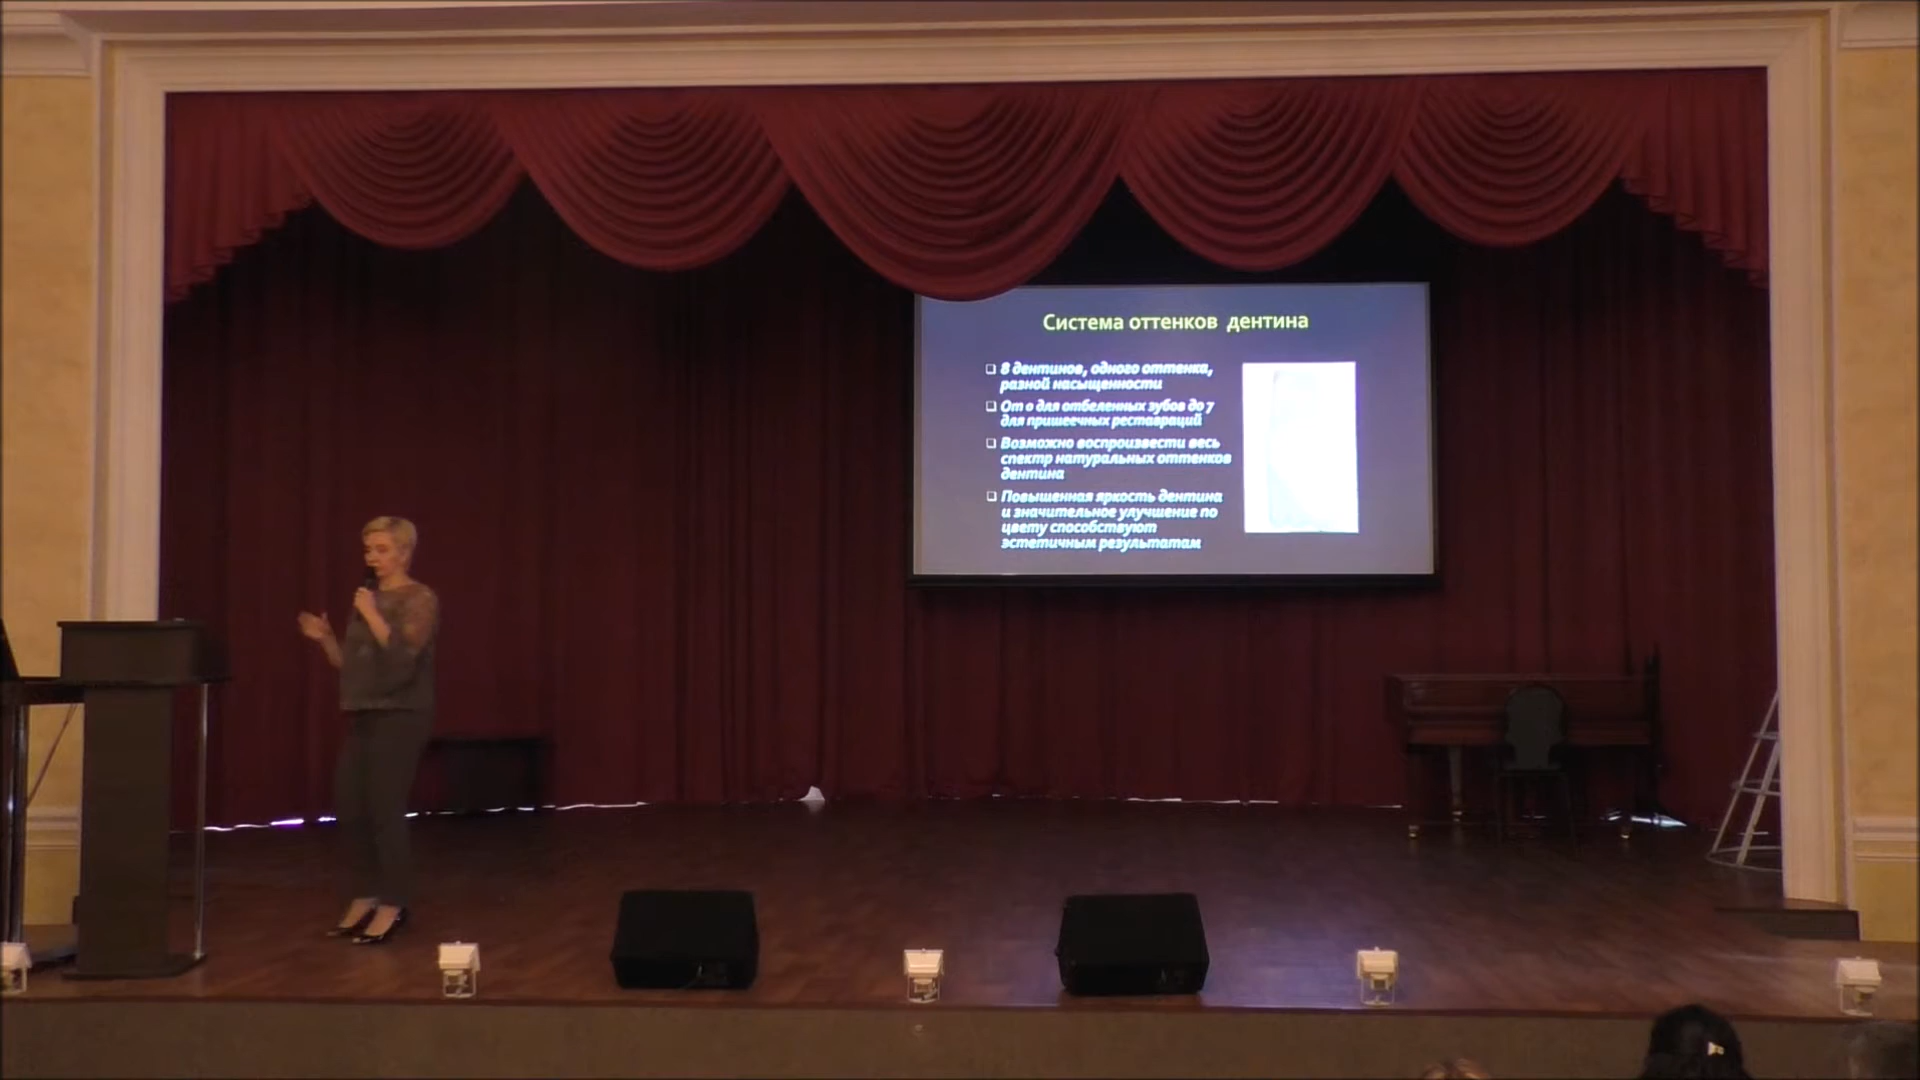 Система оттенков дентина
❑ 8 дентинов, одного оттенка,
разной насыщенности
❑ От 0 для отбеленных зубов до 7
для пришеечных реставраций
❑ Возможно воспроизвести весь
спектр натуральных оттенков
дентина
❑ Повышенная яркость дентина
и значительное улучшение по
цвету способствуют
эстетичным результатам